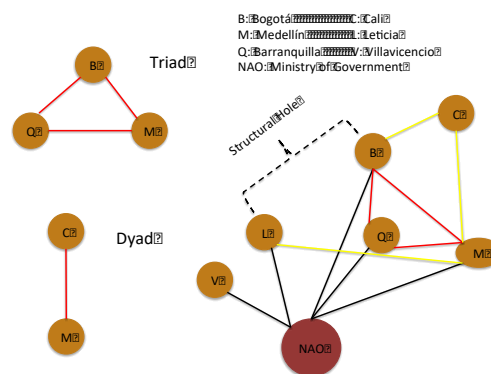 B: Bogotá C: Cali
M: Medellín L: Leticia
Q: Barranquilla V: Villavicencio
NAO: Ministry of Government
Triad
B
Q
M
Structural Hole
C
B
L
Q
M
V
NAO
C
Dyad
M